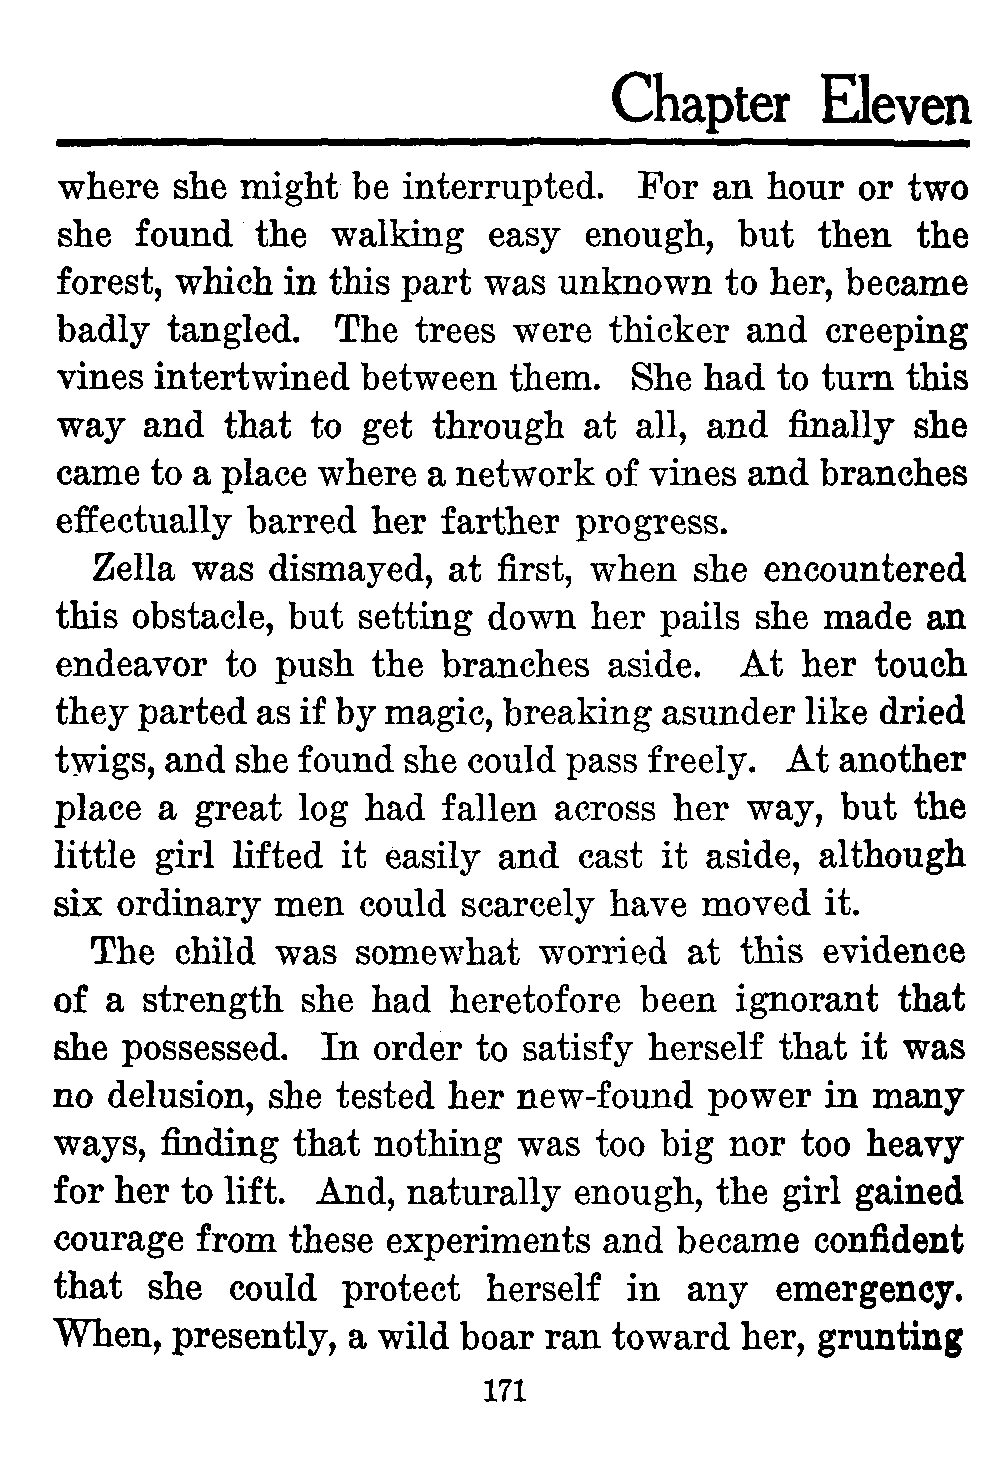 Chapter Eleven
where she might be interrupted. For an hour or two
she found the walking easy enough, but then the
forest, which in this part was unknown to her, became
badly tangled. The trees were thicker and creeping
vines intertwined between them. She had to turn this
way and that to get through at all, and finally she
came to a place where a network of vines and branches
effectually barred her farther progress.
Zella was dismayed, at first, when she encountered
this obstacle, but setting down her pails she made an
endeavor to push the branches aside. At her touch
they parted as if by magic, breaking asunder like dried
twigs, and she found she could pass freely. At another
place a great log had fallen across her way, but the
little girl lifted it easily and cast it aside, although
six ordinary men could scarcely have moved it.
The child was somewhat worried at this evidence
of a strength she had heretofore been ignorant that
she possessed. In order to satisfy herself that it was
no delusion, she tested her new-found power in many
ways, finding that nothing was too big nor too heavy
for her to lift. And, naturally enough, the girl gained
courage from these experiments and became confident
that she could protect herself in any emergency.
When, presently, a wild boar ran toward her, grunting
171